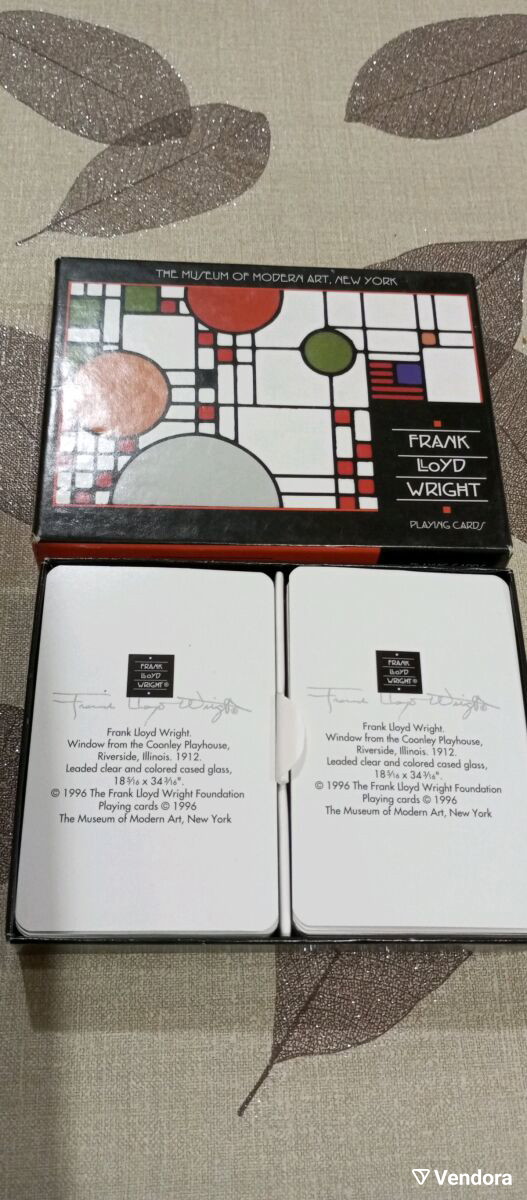 THE MUSEUM OF MODERN ART, NEW YORK
FRANK
LLOYD
WRIGHT
PLAYING CARDS
FRANK
LLOYD
WRIGHT®
Frank Lloyd Wright
Frank Lloyd Wright.
Window from the Coonley Playhouse,
Riverside, Illinois. 1912.
Leaded clear and colored cased glass,
18 5/16 x 34 3/16".
© 1996 The Frank Lloyd Wright Foundation
Playing cards © 1996
The Museum of Modern Art, New York
FRANK
LLOYD
WRIGHT®
Frank Lloyd Wright
Frank Lloyd Wright.
Window from the Coonley Playhouse,
Riverside, Illinois. 1912.
Leaded clear and colored cased glass,
18 5/16 x 34 3/16".
© 1996 The Frank Lloyd Wright Foundation
Playing cards © 1996
The Museum of Modern Art, New York
Vendora